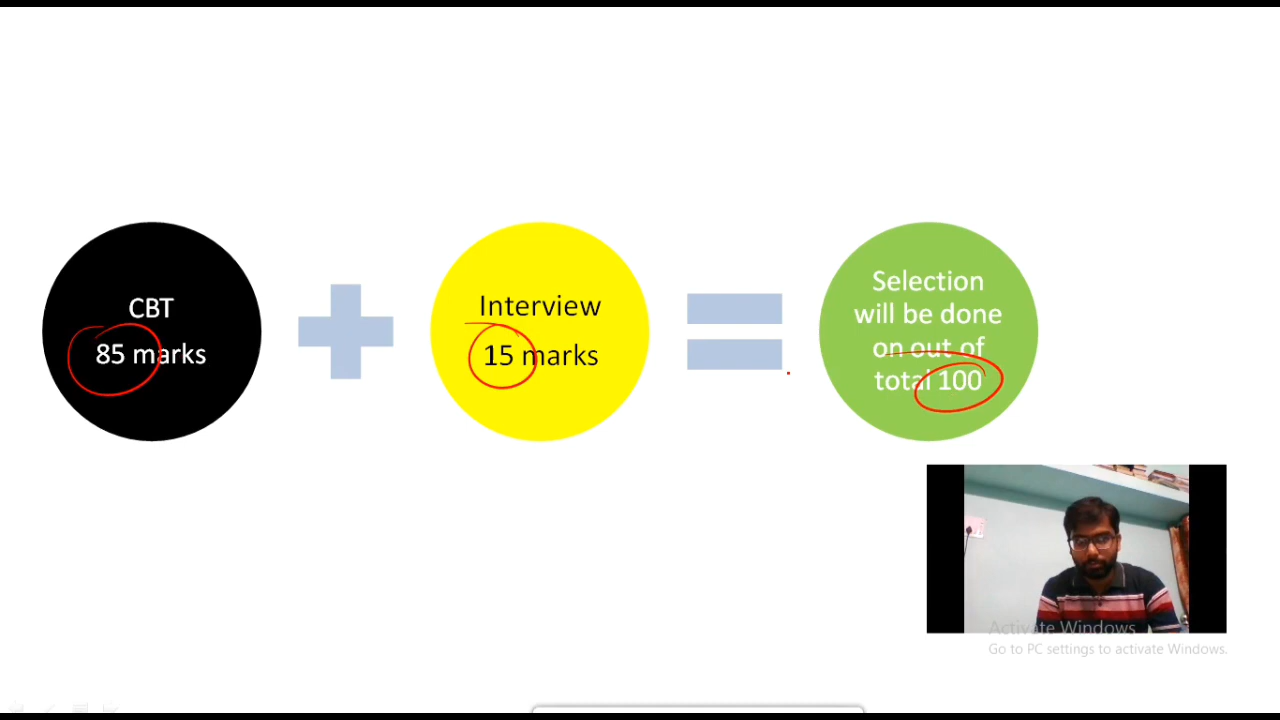 CBT
85 marks
Interview
15 marks
Selection
will be done
on out of
total 100
Activate Windows
Go to PC settings to activate Windows.